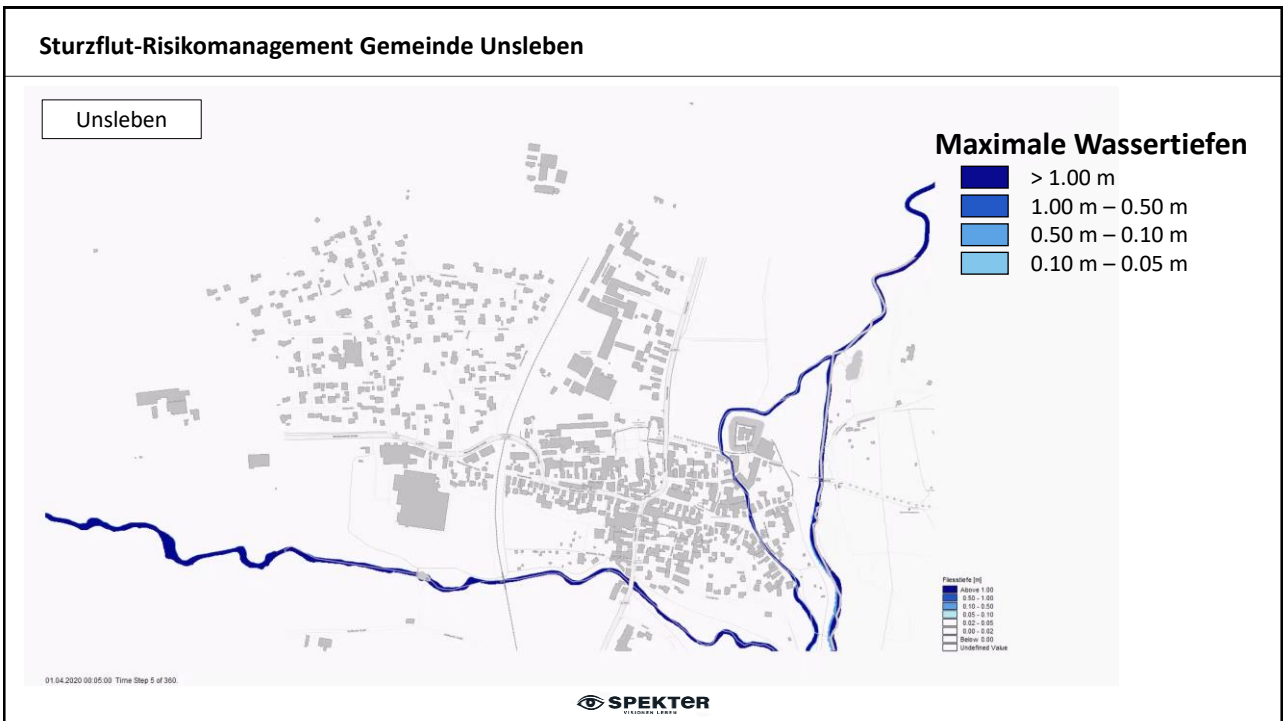 Sturzflut-Risikomanagement Gemeinde Unsleben
Unsleben
Maximale Wassertiefen
> 1.00 m
1.00 m – 0.50 m
0.50 m – 0.10 m
0.10 m – 0.05 m
Fliesstiefe [m]
Above 1.00
0.50 - 1.00
0.10 - 0.50
0.05 - 0.10
0.02 - 0.05
0.00 - 0.02
Below 0.00
Undefined Value
01.04.2020 00:05:00 Time Step 5 of 360.
SPEKTER
VISIONEN LEBEN